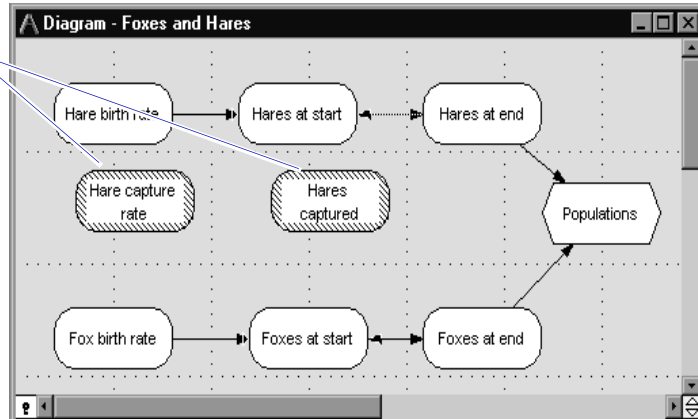 Diagram - Foxes and Hares
Hare birth rate
Hares at start
Hares at end
Hare capture
rate
Hares
captured
Populations
Fox birth rate
Foxes at start
Foxes at end